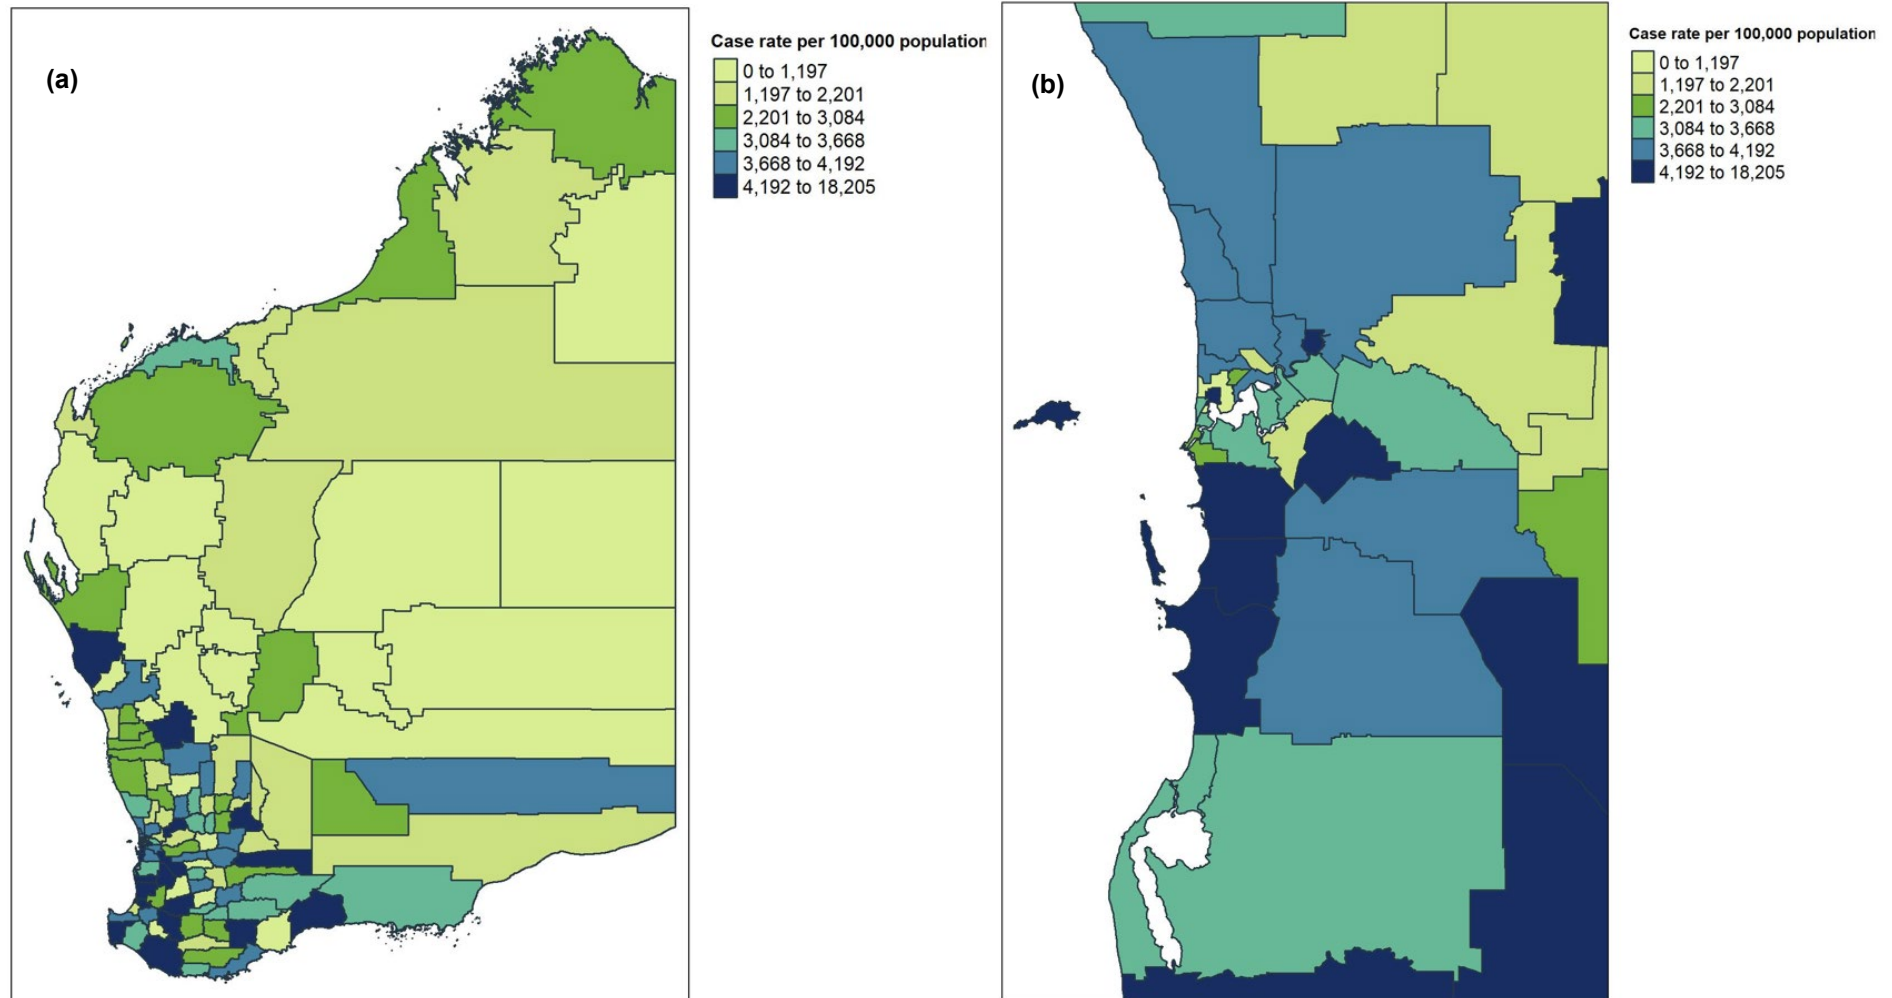 (a)
Case rate per 100,000 population
0 to 1,197
1,197 to 2,201
2,201 to 3,084
3,084 to 3,668
3,668 to 4,192
4,192 to 18,205
(b)
Case rate per 100,000 population
0 to 1,197
1,197 to 2,201
2,201 to 3,084
3,084 to 3,668
3,668 to 4,192
4,192 to 18,205